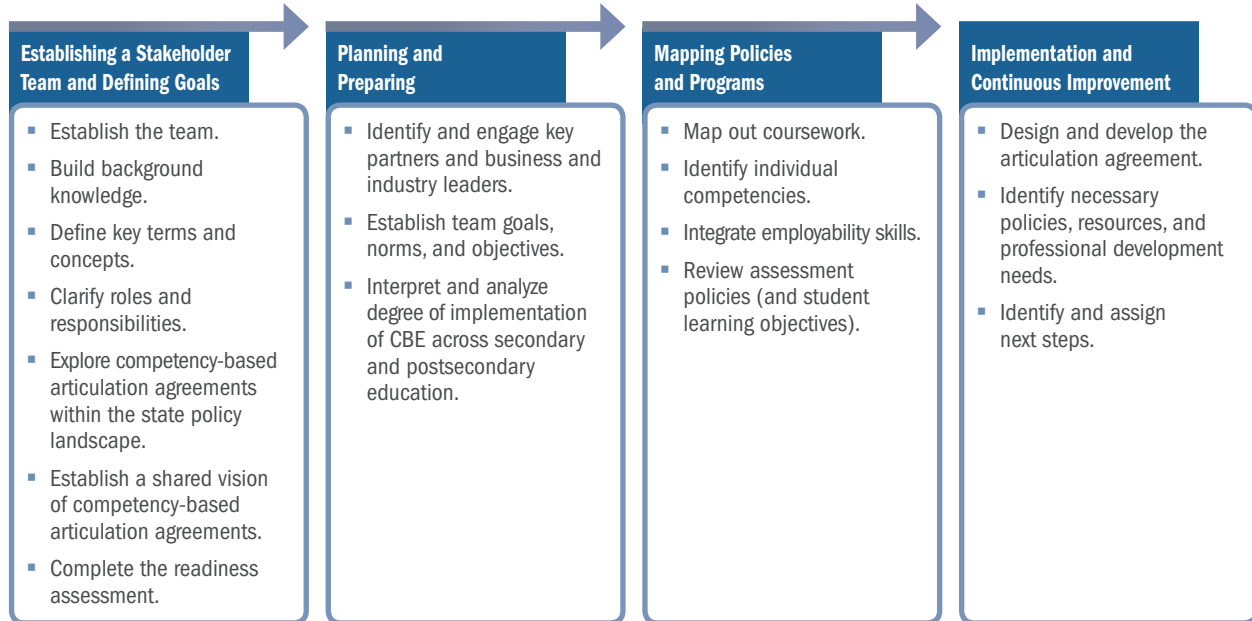 Establishing a Stakeholder
Team and Defining Goals
▪ Establish the team.
▪ Build background
knowledge.
▪ Define key terms and
concepts.
▪ Clarify roles and
responsibilities.
▪ Explore competency-based
articulation agreements
within the state policy
landscape.
▪ Establish a shared vision
of competency-based
articulation agreements.
▪ Complete the readiness
assessment.
Planning and
Preparing
▪ Identify and engage key
partners and business and
industry leaders.
▪ Establish team goals,
norms, and objectives.
▪ Interpret and analyze
degree of implementation
of CBE across secondary
and postsecondary
education.
Mapping Policies
and Programs
▪ Map out coursework.
▪ Identify individual
competencies.
▪ Integrate employability skills.
▪ Review assessment
policies (and student
learning objectives).
Implementation and
Continuous Improvement
▪ Design and develop the
articulation agreement.
▪ Identify necessary
policies, resources, and
professional development
needs.
▪ Identify and assign
next steps.